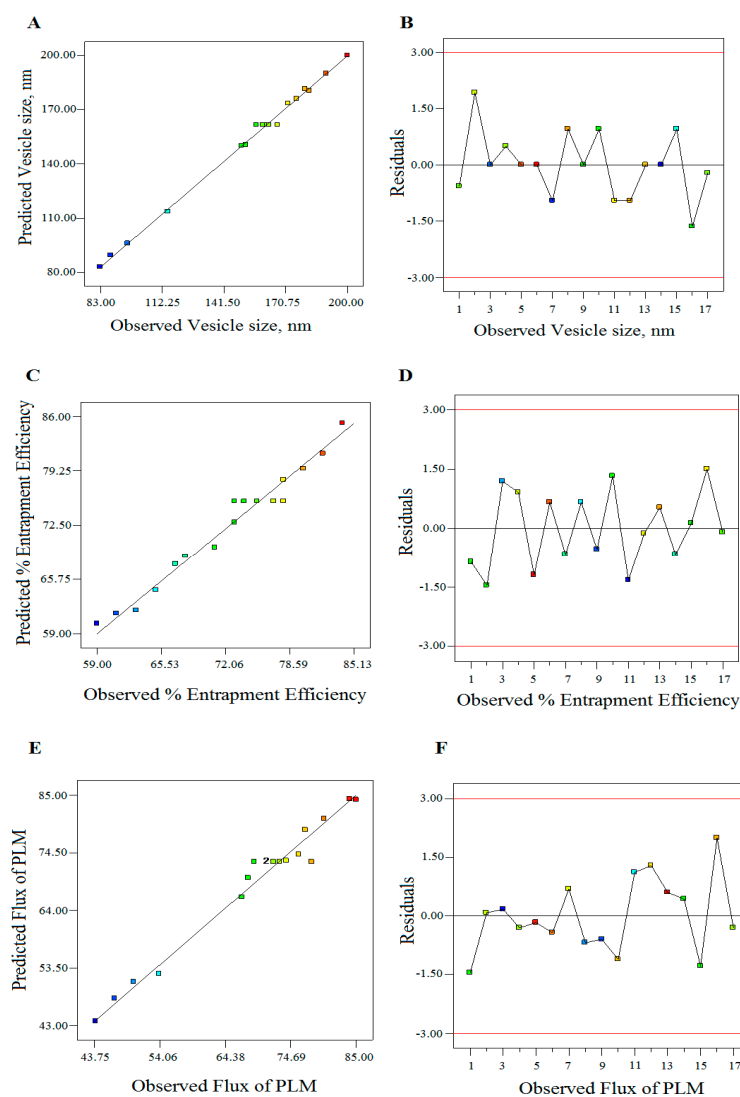 A
200.00
170.00
140.00
110.00
80.00
Predicted Vesicle size, nm
83.00 112.25 141.50 170.75 200.00
Observed Vesicle size, nm
B
3.00
1.50
0.00
-1.50
-3.00
Residuals
1 3 5 7 9 11 13 15 17
Observed Vesicle size, nm
C
86.00
79.25
72.50
65.75
59.00
Predicted % Entrapment Efficiency
59.00 65.53 72.06 78.59 85.13
Observed % Entrapment Efficiency
D
3.00
1.50
0.00
-1.50
-3.00
Residuals
1 3 5 7 9 11 13 15 17
Observed % Entrapment Efficiency
E
85.00
74.50
64.00
53.50
43.00
Predicted Flux of PLM
2
43.75 54.06 64.38 74.69 85.00
Observed Flux of PLM
F
3.00
1.50
0.00
-1.50
-3.00
Residuals
1 3 5 7 9 11 13 15 17
Observed Flux of PLM